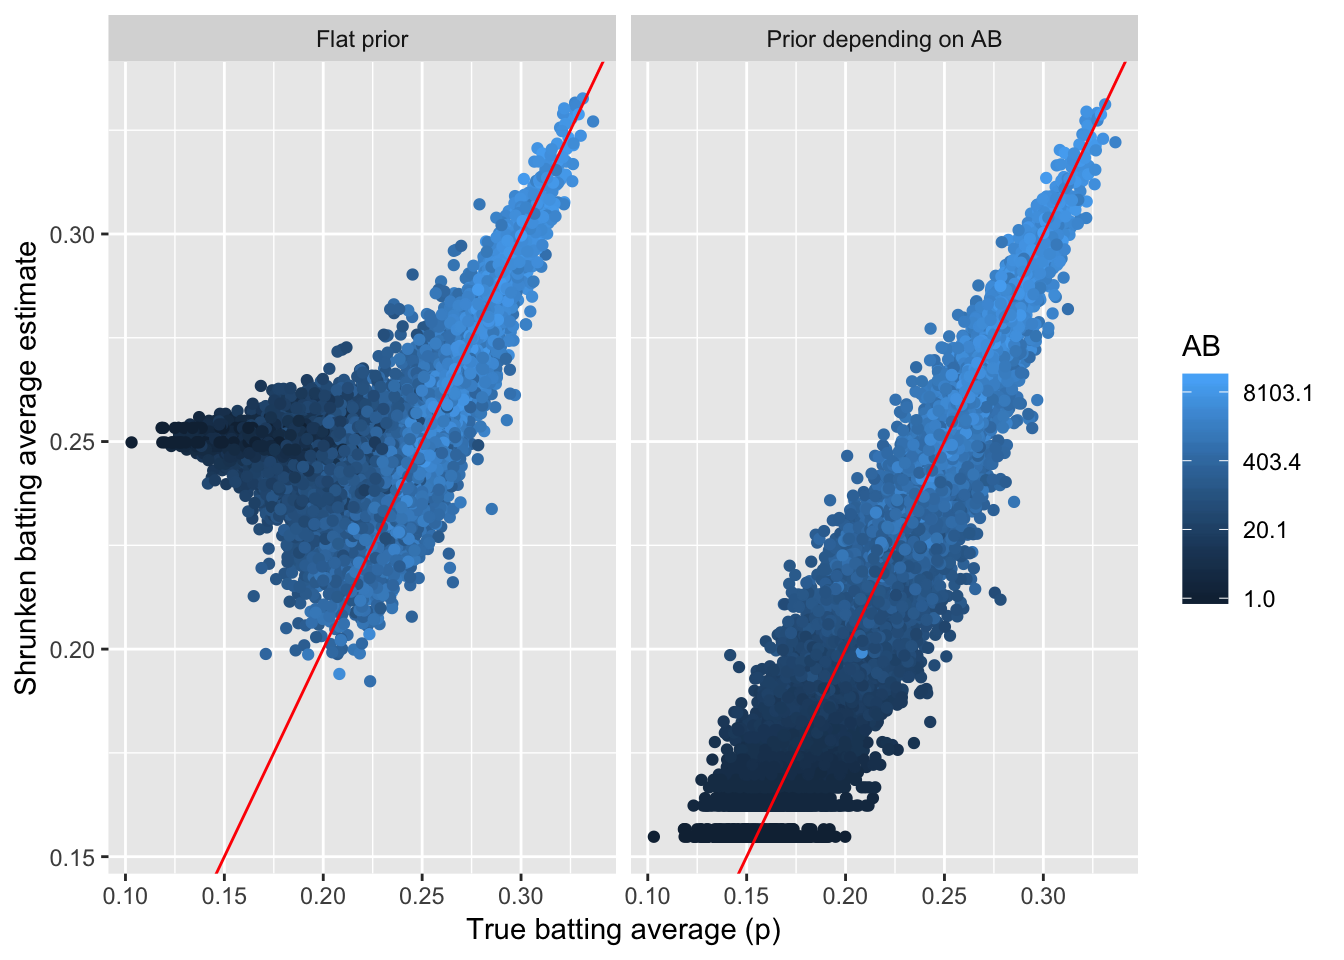 Flat prior
Prior depending on AB
Shrunken batting average estimate
0.30
0.25
0.20
0.15
0.10 0.15 0.20 0.25 0.30
0.10 0.15 0.20 0.25 0.30
True batting average (p)
AB
8103.1
403.4
20.1
1.0